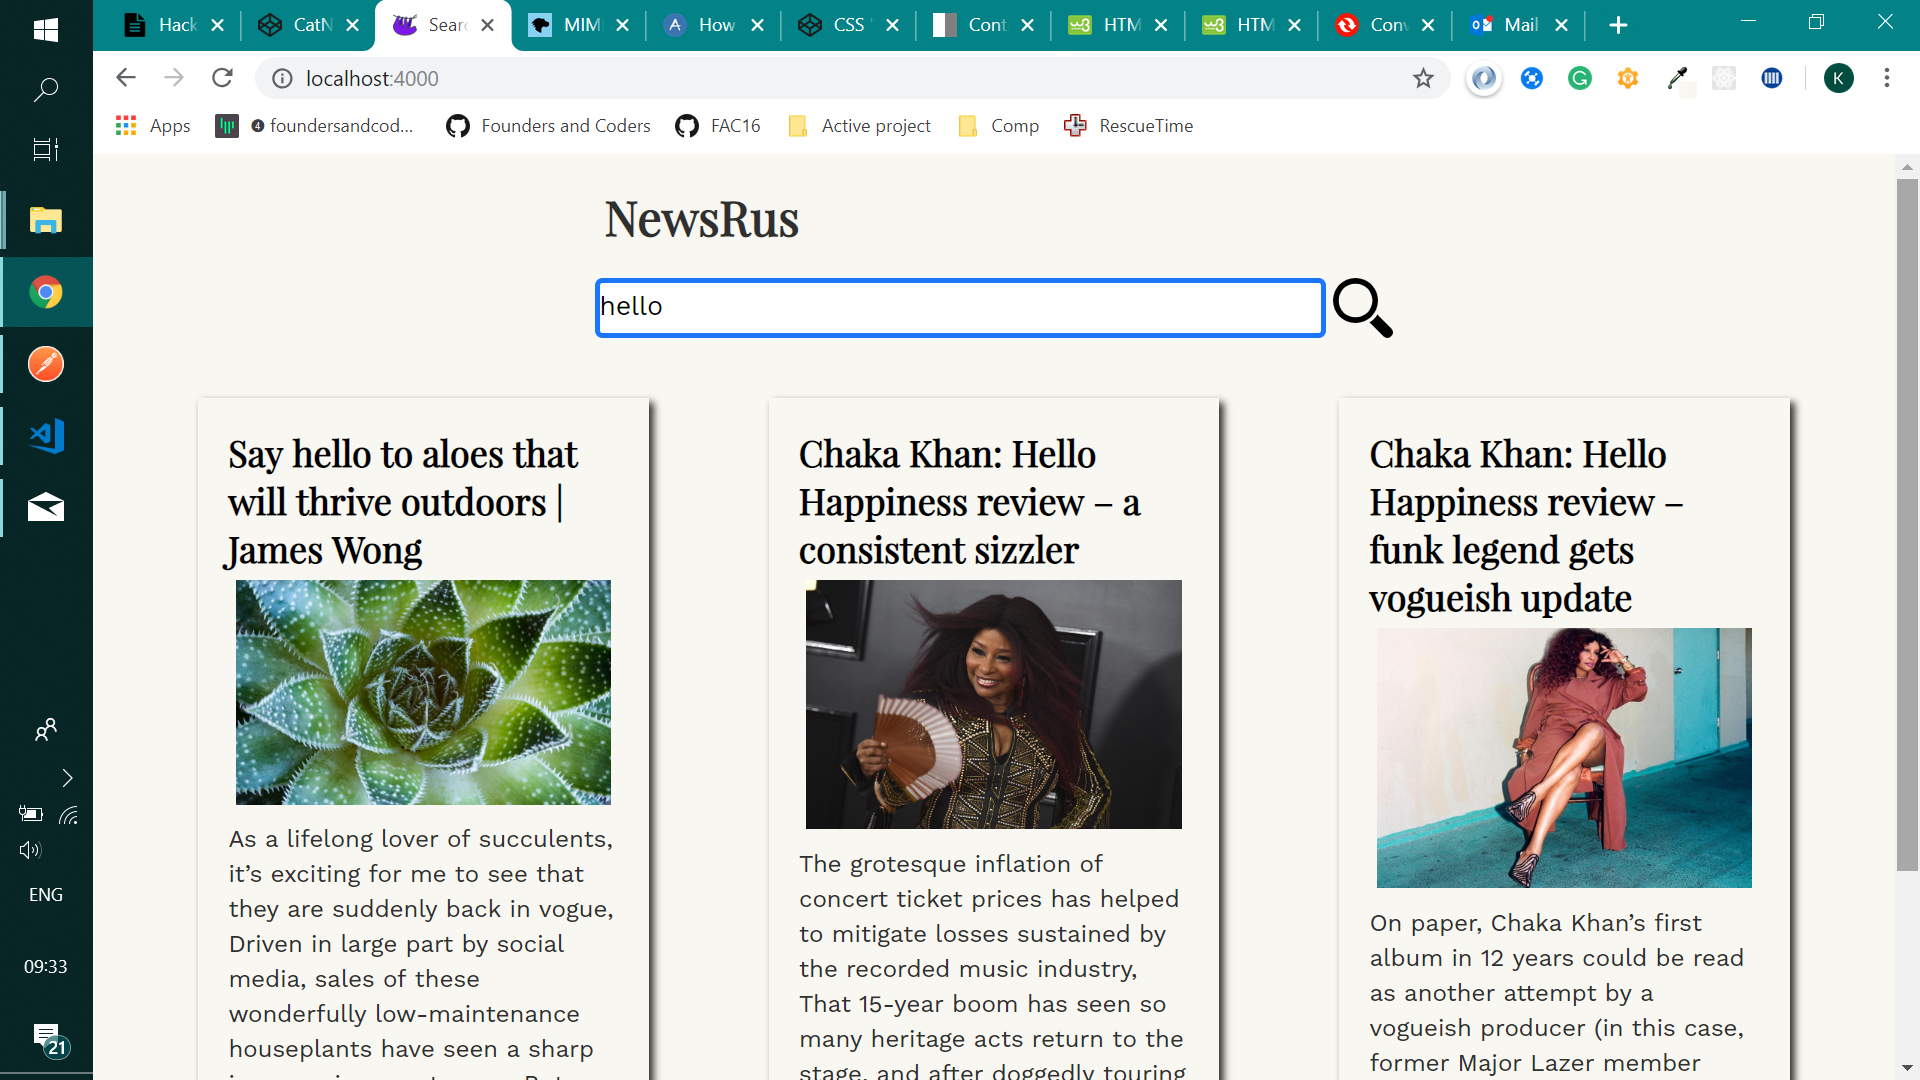 Hack
CatN
Sear
MIM
How
CSS
Cont
HTM
HTM
Conv
Mail
localhost:4000
K
Apps
4 foundersandcod...
Founders and Coders
FAC16
Active project
Comp
RescueTime
NewsRus
hello
Say hello to aloes that
will thrive outdoors |
James Wong
As a lifelong lover of succulents,
it’s exciting for me to see that
they are suddenly back in vogue,
Driven in large part by social
media, sales of these
wonderfully low-maintenance
houseplants have seen a sharp
Chaka Khan: Hello
Happiness review – a
consistent sizzler
The grotesque inflation of
concert ticket prices has helped
to mitigate losses sustained by
the recorded music industry,
That 15-year boom has seen so
many heritage acts return to the
stage, and after doggedly touring
Chaka Khan: Hello
Happiness review –
funk legend gets
vogueish update
On paper, Chaka Khan’s first
album in 12 years could be read
as another attempt by a
vogueish producer (in this case,
former Major Lazer member
ENG
09:33
21